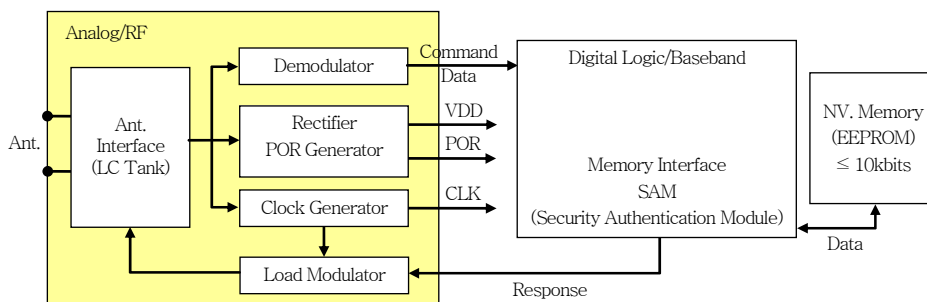 Analog/RF
Ant.
Ant.
Interface
(LC Tank)
Demodulator
Rectifier
POR Generator
Clock Generator
Load Modulator
Command
Data
VDD
POR
CLK
Digital Logic/Baseband
Memory Interface
SAM
(Security Authentication Module)
Response
NV. Memory
(EEPROM)
≤ 10kbits
Data